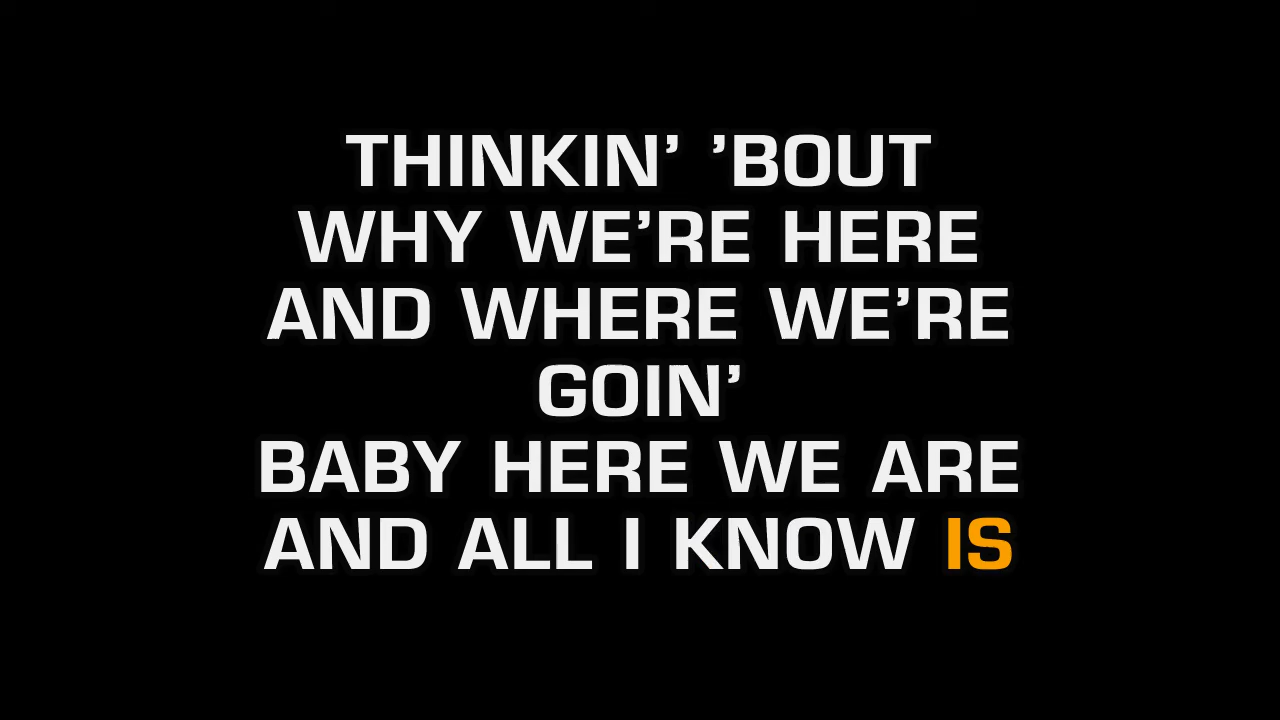 THINKIN’ ’BOUT
WHY WE’RE HERE
AND WHERE WE’RE
GOIN’
BABY HERE WE ARE
AND ALL I KNOW IS